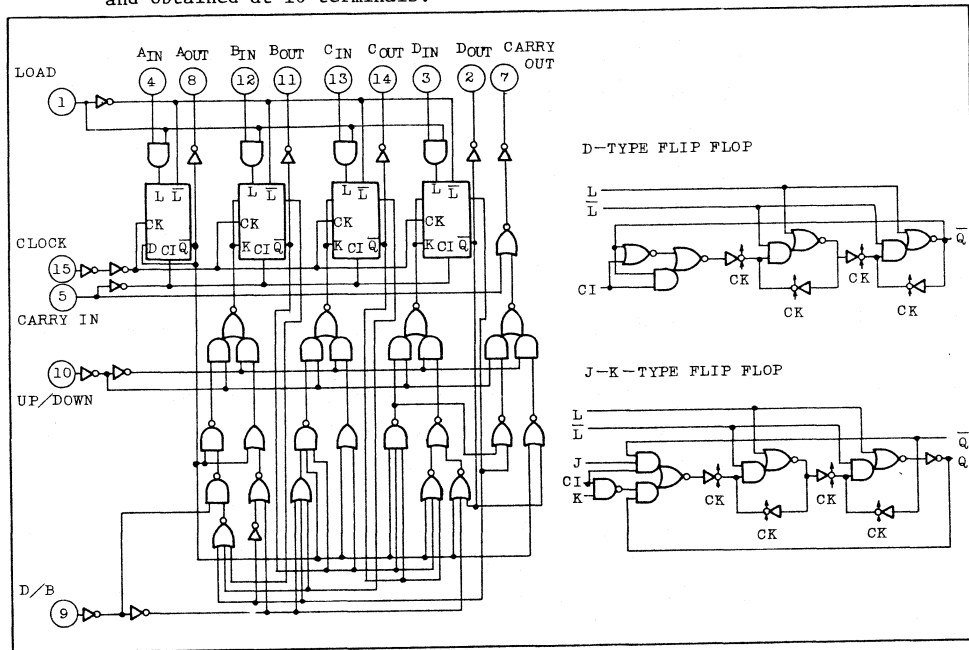 and obtained at 10 terminals.
AIN AOUT BIN BOUT CIN COUT DIN DOUT CARRY OUT
4 8 12 11 13 14 3 2 7
LOAD
1
L L̅ L L̅ L L̅ L L̅
CK CK CK CK
D CI Q̅ K CI Q̅ K CI Q̅ K CI Q̅
CLOCK
15
5
CARRY IN
10
UP/DOWN
D/B
9
D-TYPE FLIP FLOP
L
L̅
Q̅
CI
CK CK
CK CK
J-K-TYPE FLIP FLOP
L
L̅
Q̅
J
Q
CI
K
CK CK
CK CK